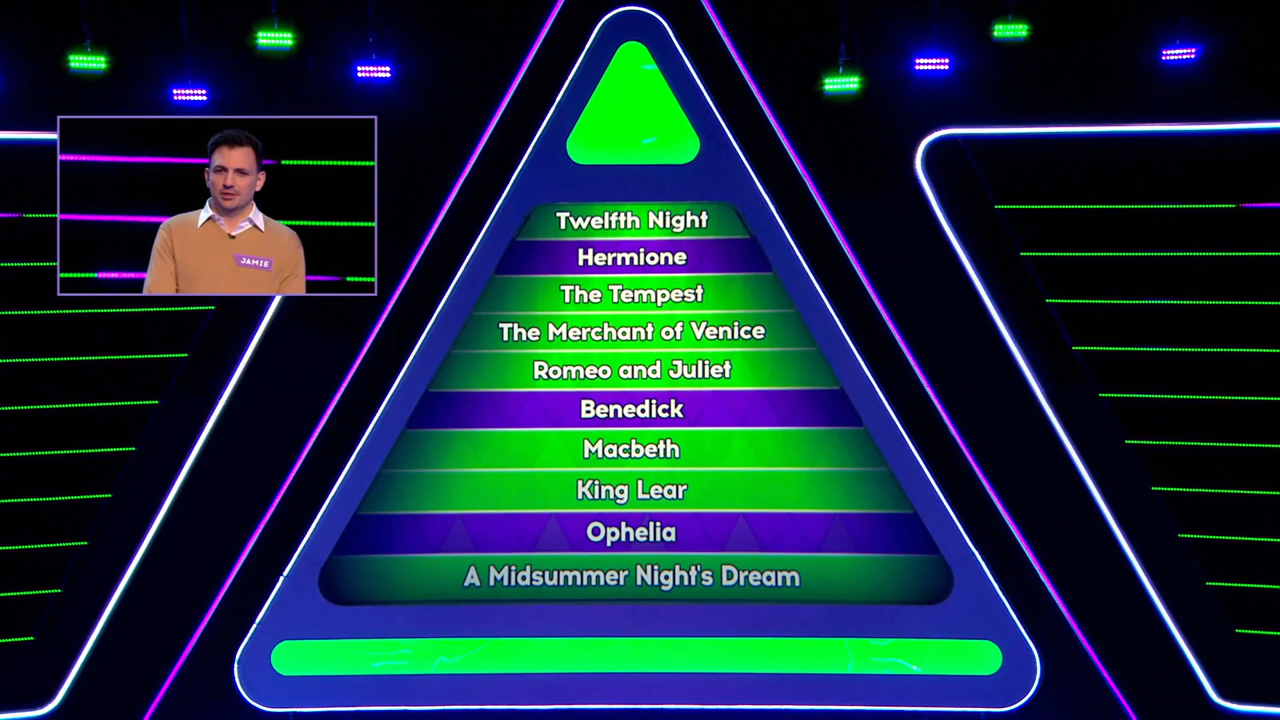 JAMIE
Twelfth Night
Hermione
The Tempest
The Merchant of Venice
Romeo and Juliet
Benedick
Macbeth
King Lear
Ophelia
A Midsummer Night's Dream